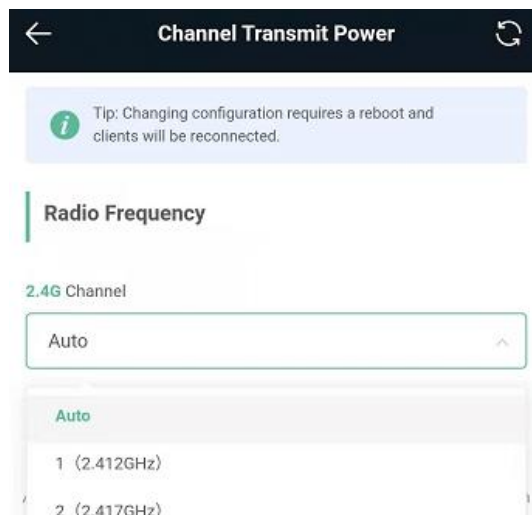 Channel Transmit Power
Tip: Changing configuration requires a reboot and
clients will be reconnected.
Radio Frequency
2.4G Channel
Auto
Auto
1（2.412GHz）
2（2.417GHz）